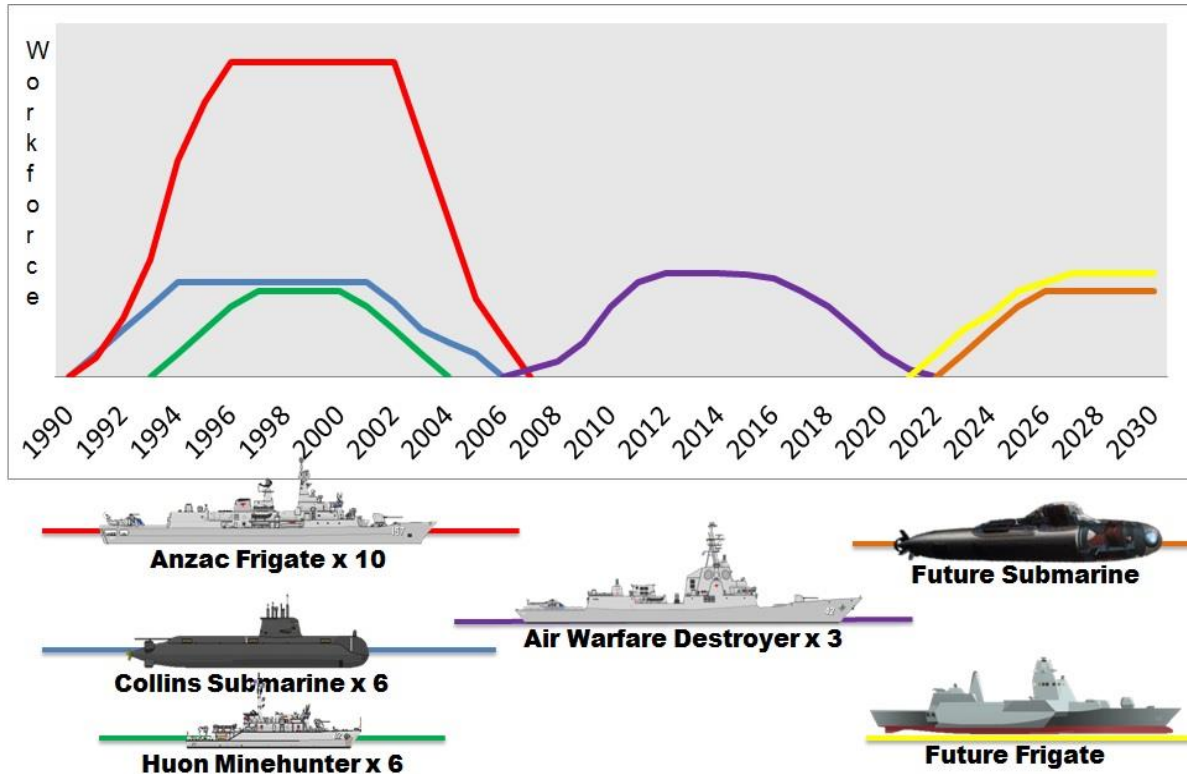 Workforce
1990 1992 1994 1996 1998 2000 2002 2004 2006 2008 2010 2012 2014 2016 2018 2020 2022 2024 2026 2028 2030
Anzac Frigate x 10
Future Submarine
Air Warfare Destroyer x 3
42
Collins Submarine x 6
Huon Minehunter x 6
Future Frigate